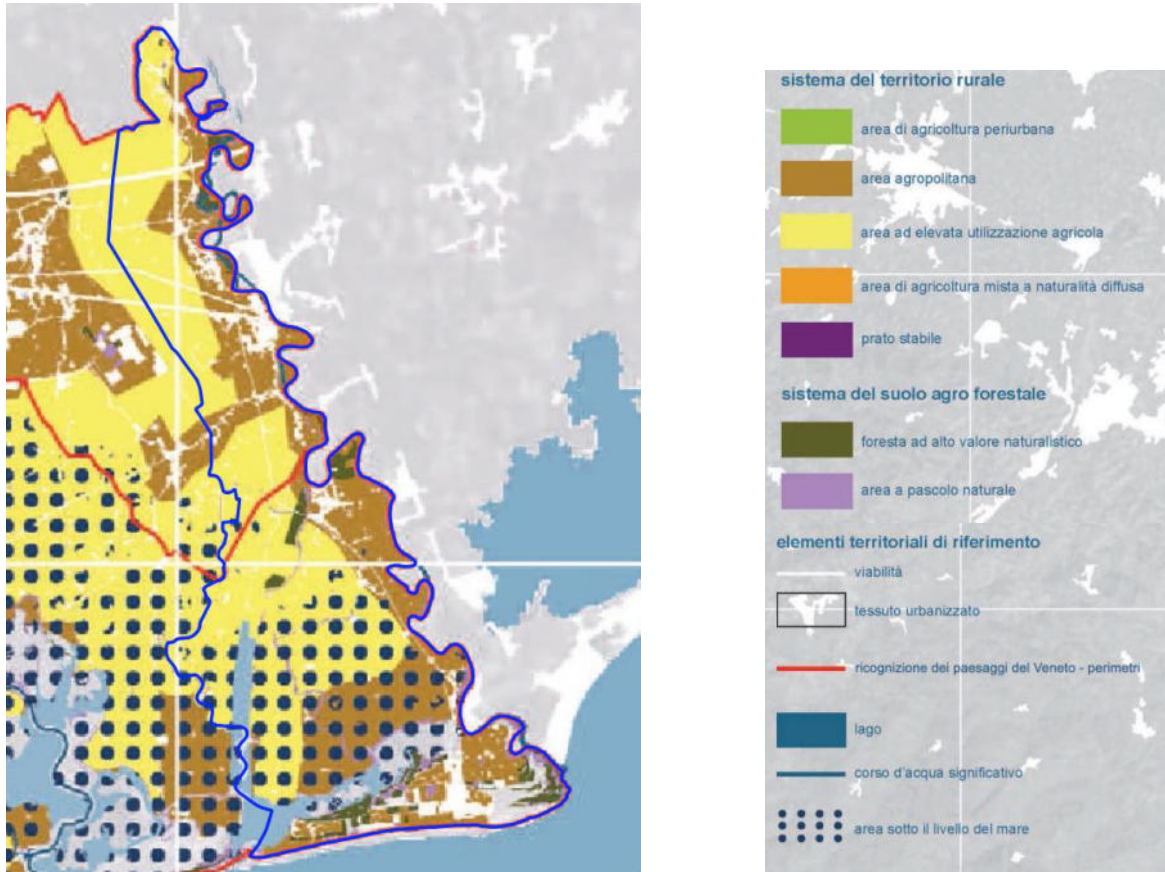 sistema del territorio rurale
area di agricoltura periurbana
area agropolitana
area ad elevata utilizzazione agricola
area di agricoltura mista a naturalità diffusa
prato stabile
sistema del suolo agro forestale
foresta ad alto valore naturalistico
area a pascolo naturale
elementi territoriali di riferimento
viabilità
tessuto urbanizzato
ricognizione dei paesaggi del Veneto - perimetri
lago
corso d'acqua significativo
area sotto il livello del mare